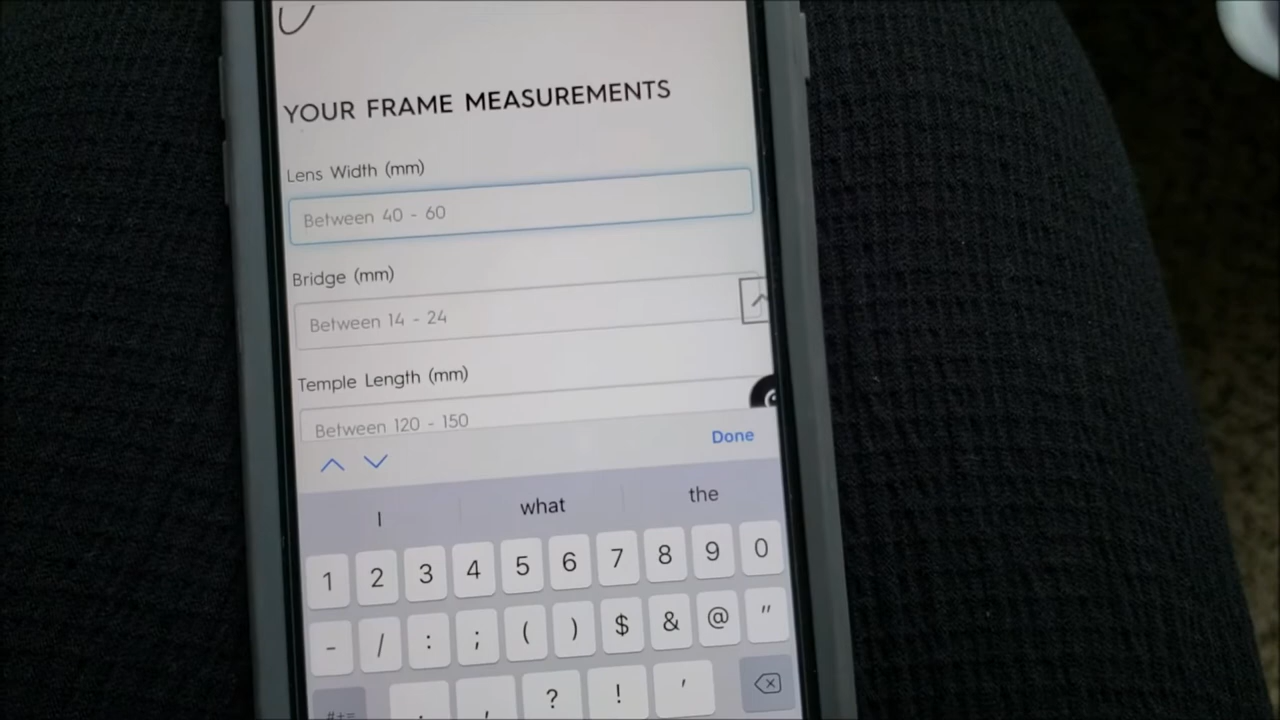 YOUR FRAME MEASUREMENTS
Lens Width (mm)
Between 40 - 60
Bridge (mm)
Between 14 - 24
Temple Length (mm)
Between 120 - 150
Done
I what the
1 2 3 4 5 6 7 8 9 0
- / : ; ( ) $ & @ "
#+= . , ? ! '